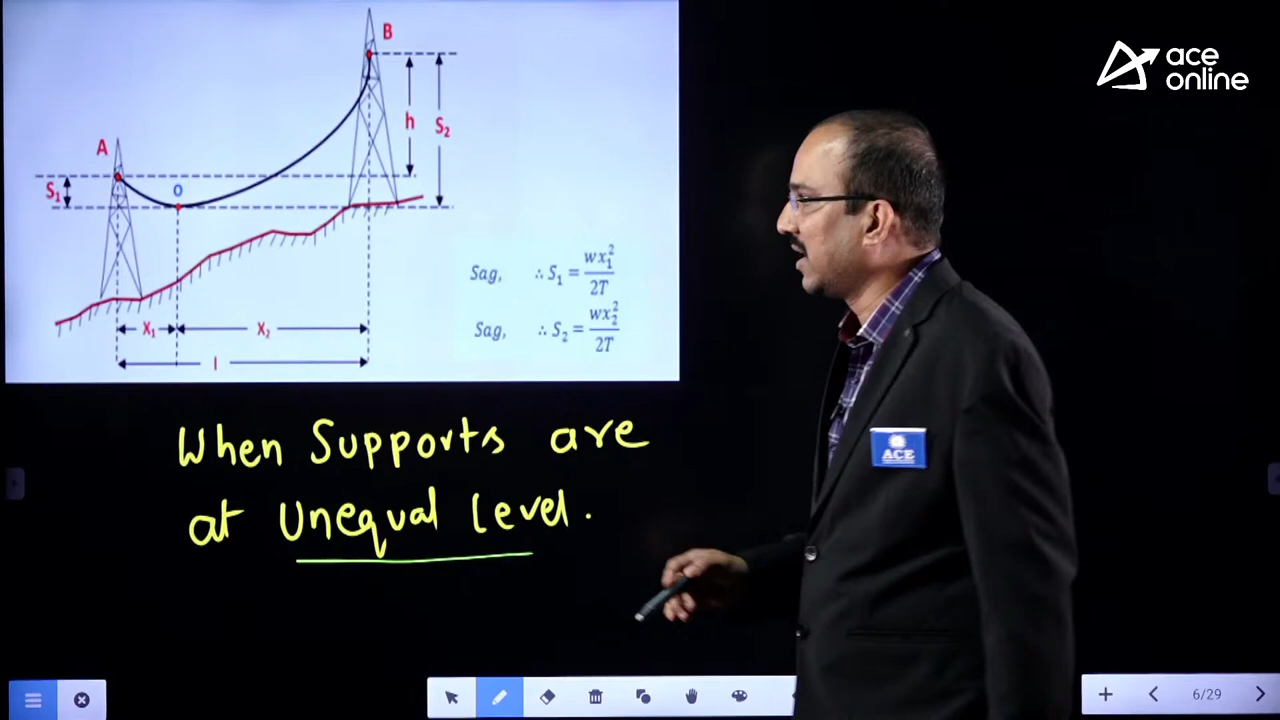 B
A
h
S₂
S₁
O
Sag, ∴ S₁ = wx₁²/2T
Sag, ∴ S₂ = wx₂²/2T
X₁ X₂
l
When Supports are
at Unequal Level.
ace
online
ACE
6/29